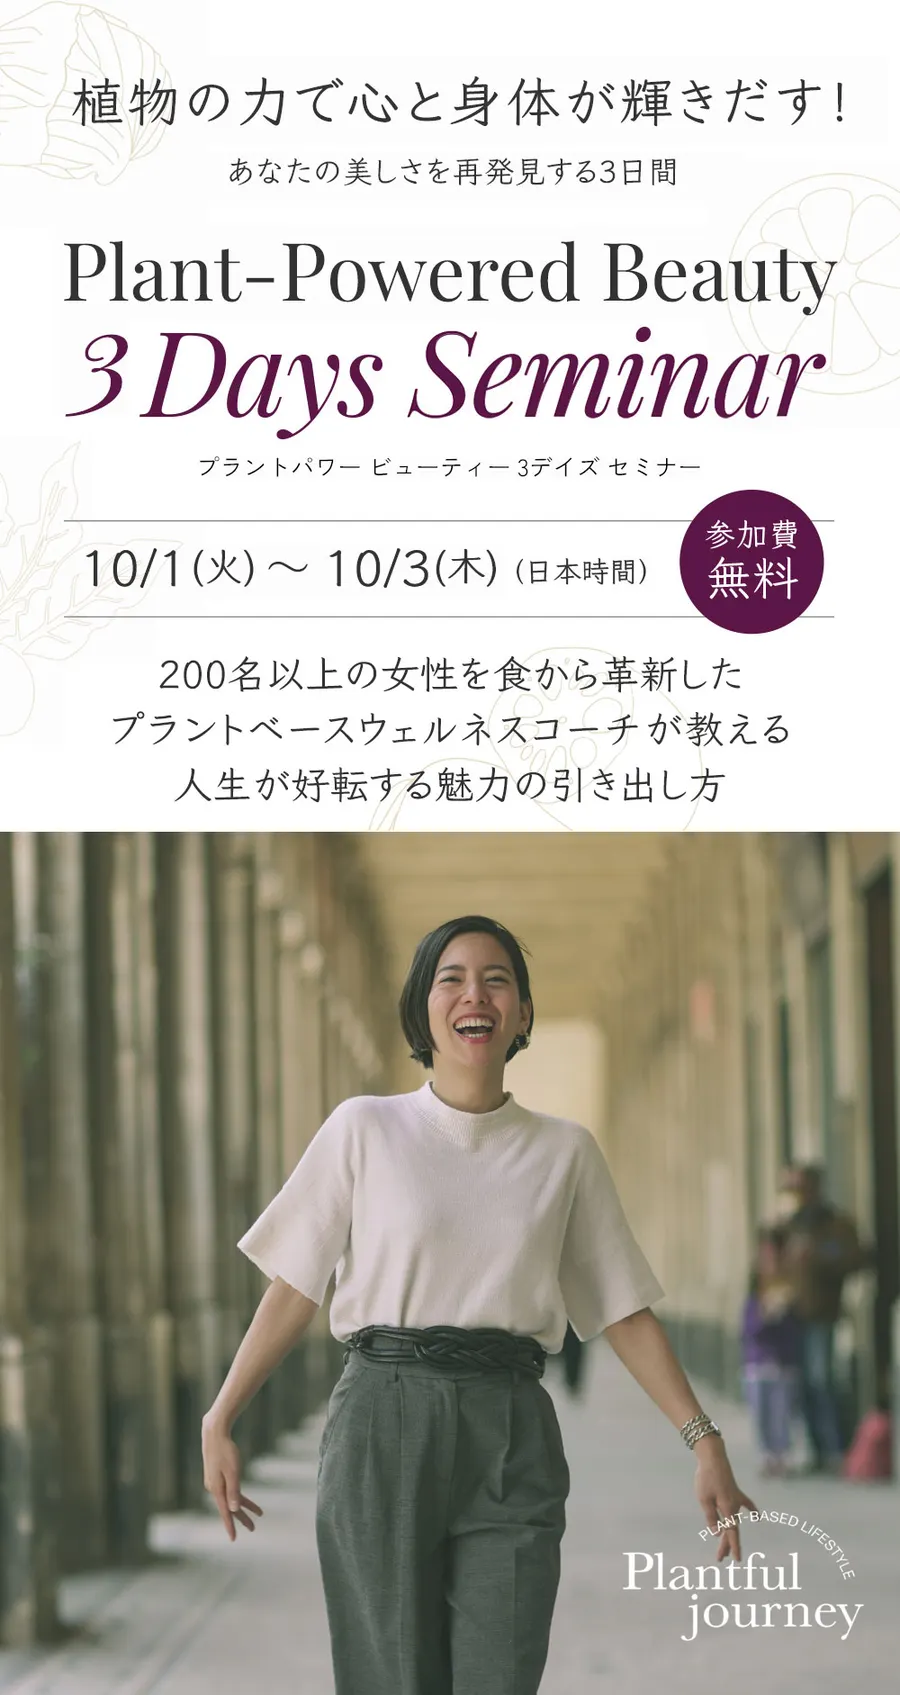 植物の力で心と身体が輝きだす!
あなたの美しさを再発見する3日間
Plant-Powered Beauty
3 Days Seminar
プラントパワー ビューティー 3デイズ セミナー
10/1(火)～10/3(木)(日本時間)
参加費
無料
200名以上の女性を食から革新した
プラントベースウェルネスコーチが教える
人生が好転する魅力の引き出し方
PLANT-BASED LIFESTYLE
Plantful
journey